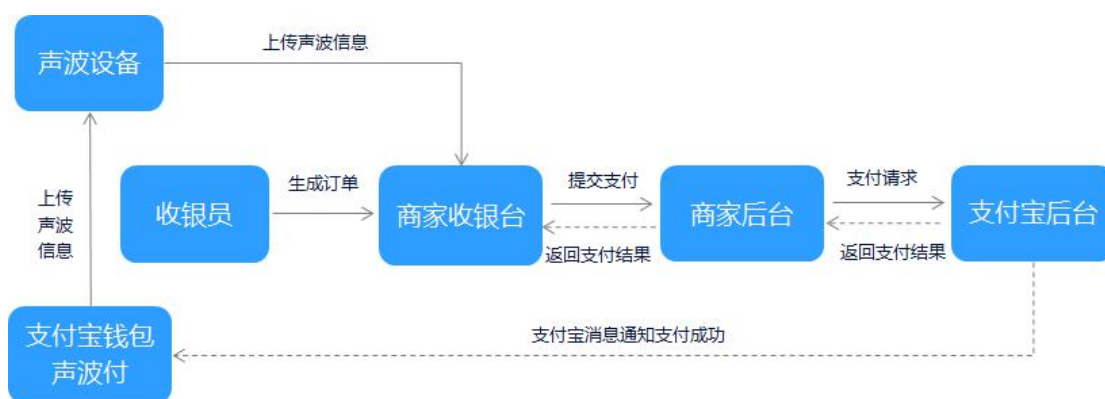 声波设备
上传声波信息
收银员
生成订单
商家收银台
提交支付
返回支付结果
商家后台
支付请求
返回支付结果
支付宝后台
上传
声波
信息
支付宝钱包
声波付
支付宝消息通知支付成功